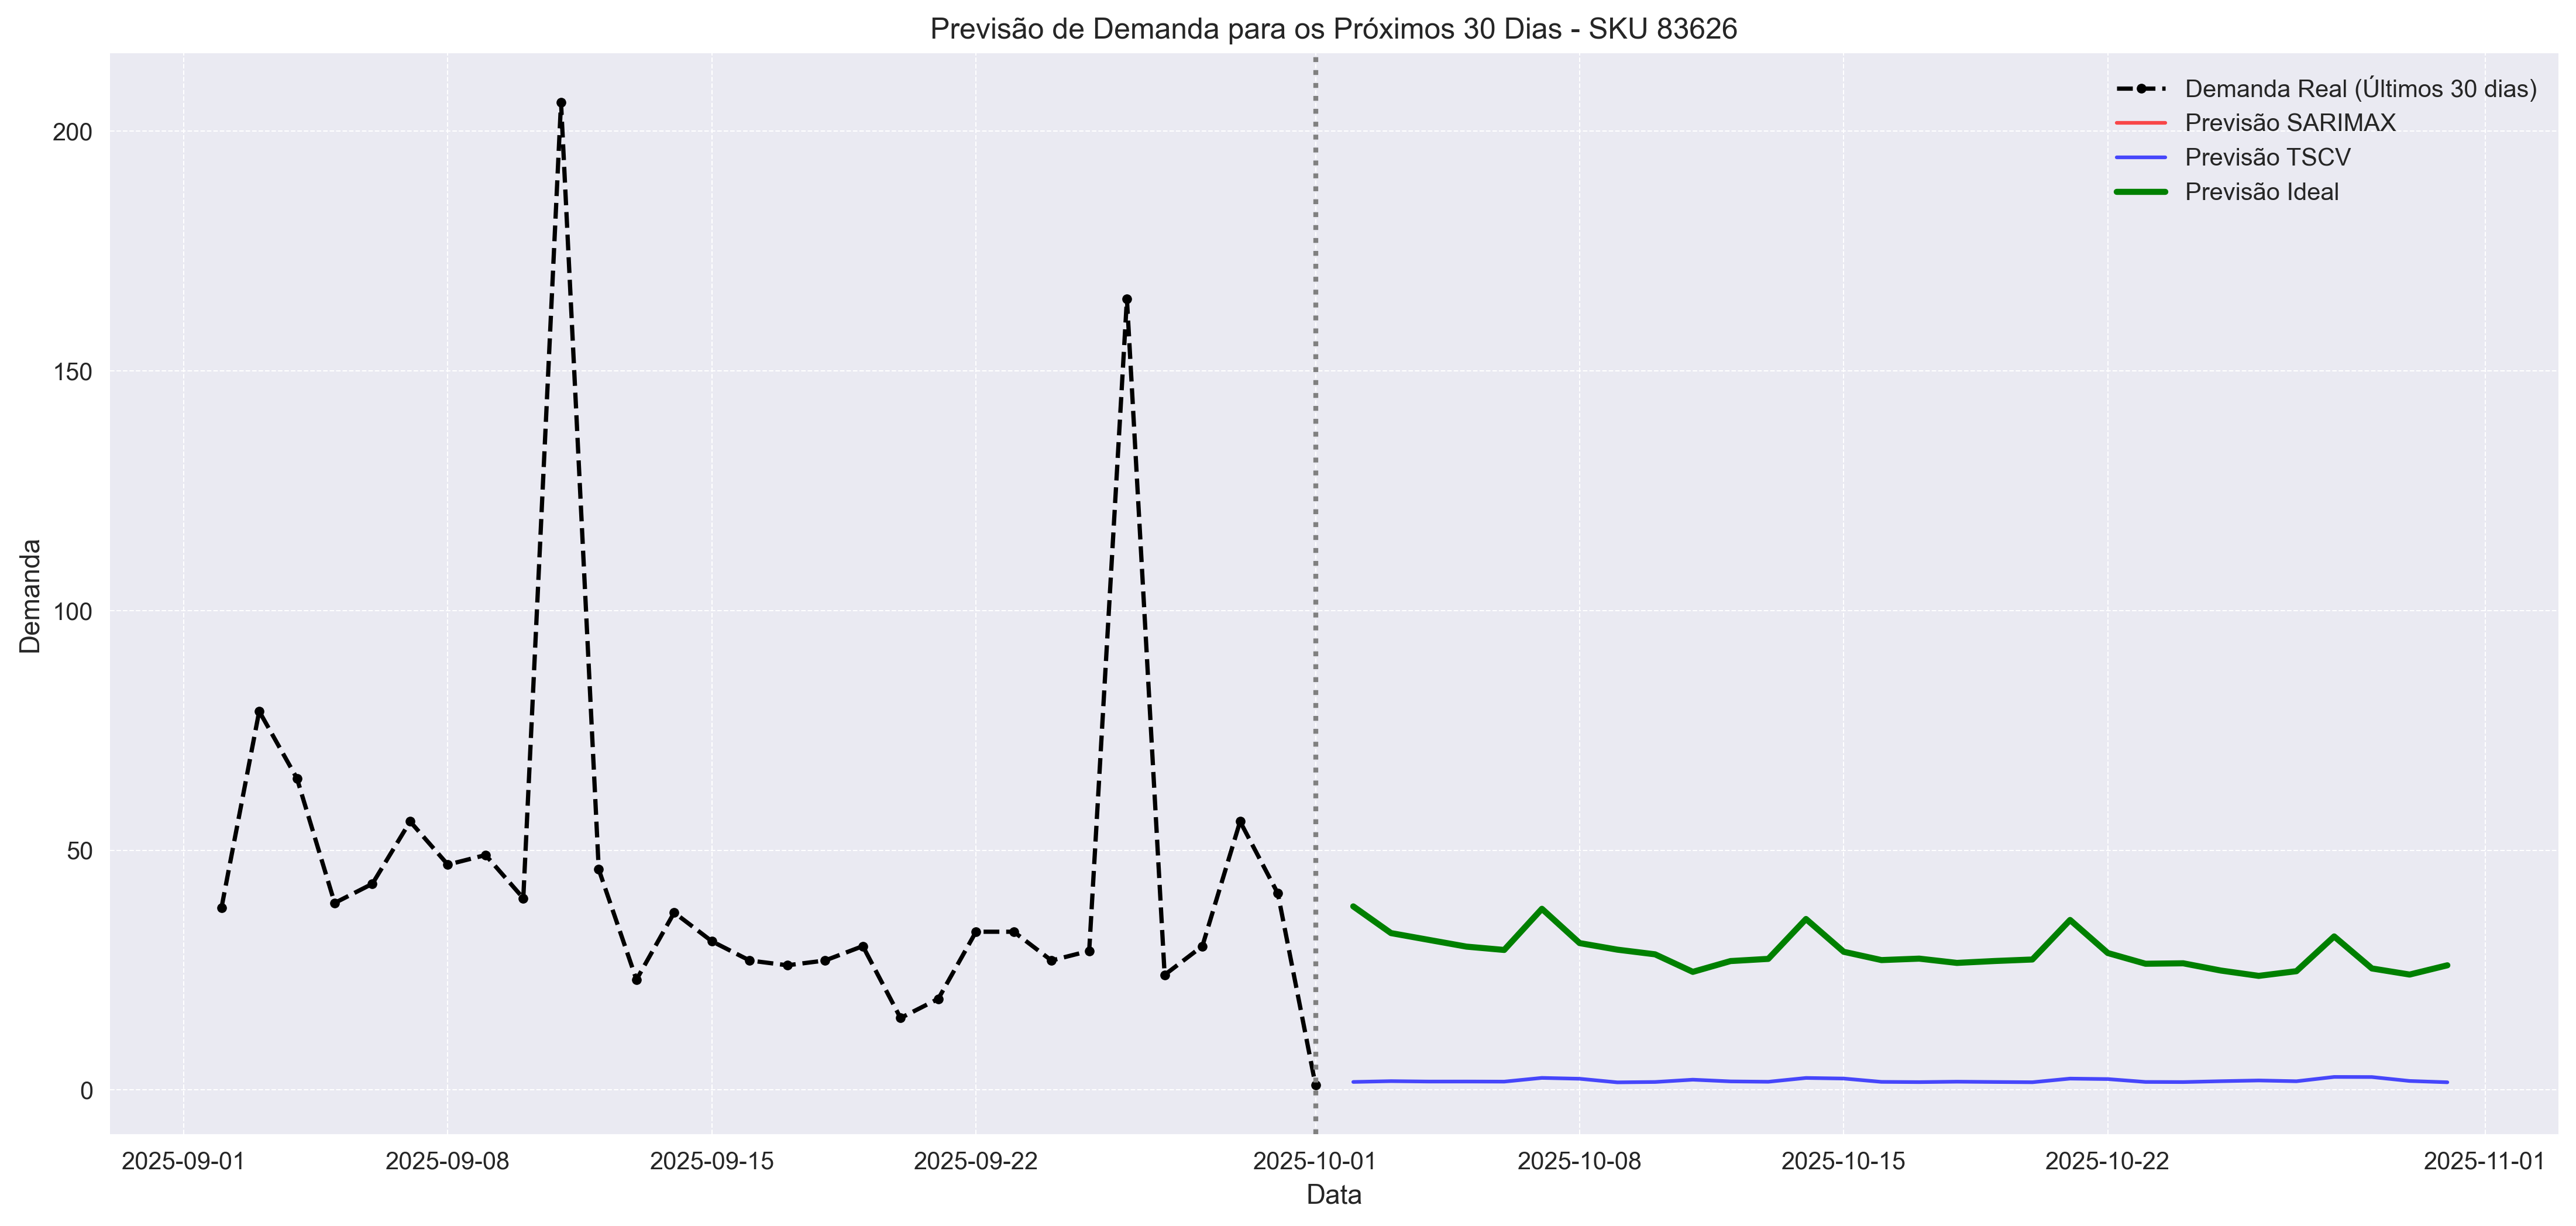 Previsão de Demanda para os Próximos 30 Dias - SKU 83626
Demanda Real (Últimos 30 dias)
Previsão SARIMAX
Previsão TSCV
Previsão Ideal
200
150
100
50
0
Demanda
2025-09-01 2025-09-08 2025-09-15 2025-09-22 2025-10-01 2025-10-08 2025-10-15 2025-10-22 2025-11-01
Data